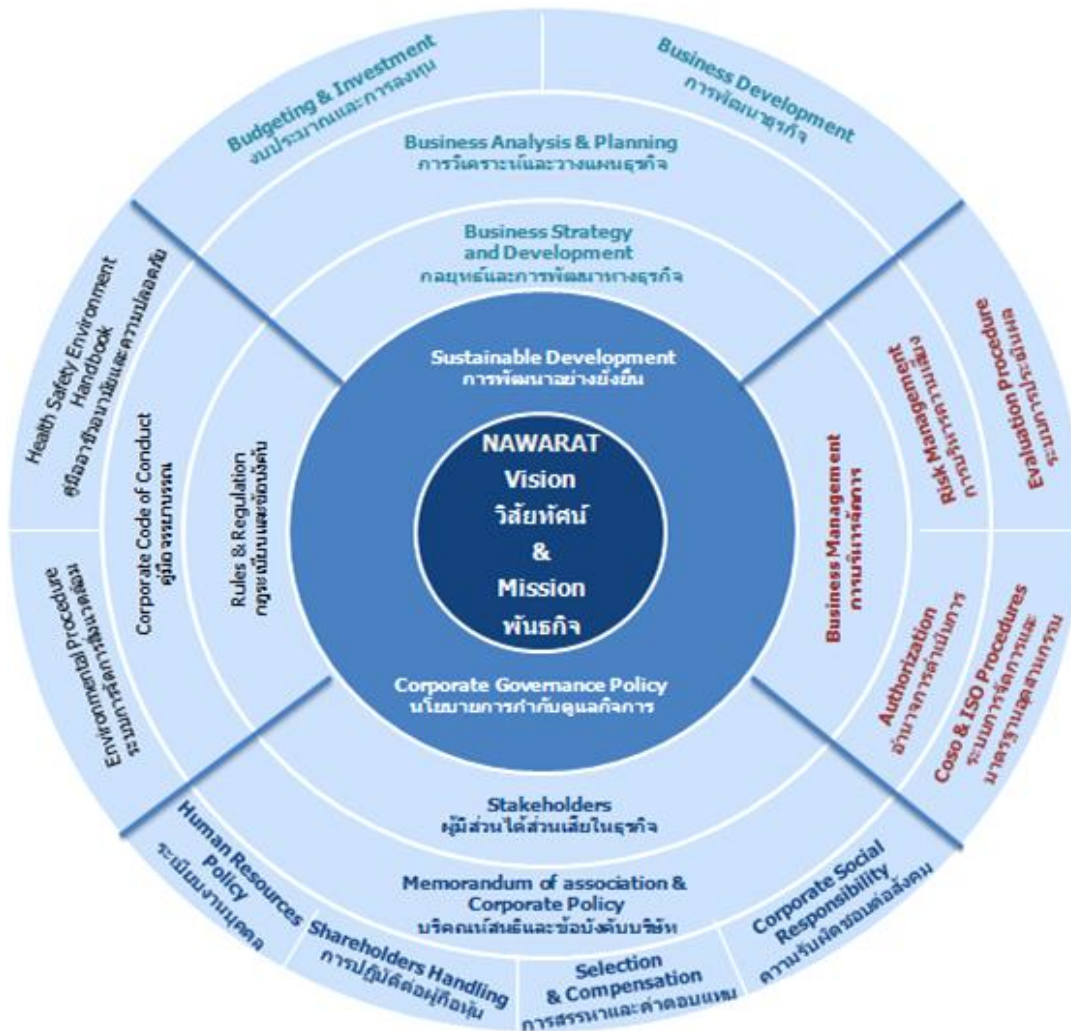 Budgeting & Investment
งบประมาณและการลงทุน
Business Development
การพัฒนาธุรกิจ
Business Analysis & Planning
การวิเคราะห์และวางแผนธุรกิจ
Business Strategy
and Development
กลยุทธ์และการพัฒนาทางธุรกิจ
Health Safety Environment
Handbook
คู่มืออาชีวอนามัยและความปลอดภัย
Corporate Code of Conduct
คู่มือจรรยาบรรณ
Rules & Regulation
กฎระเบียบและข้อบังคับ
Environmental Procedure
ระบบการจัดการสิ่งแวดล้อม
Sustainable Development
การพัฒนาอย่างยั่งยืน
NAWARAT
Vision
วิสัยทัศน์
&
Mission
พันธกิจ
Corporate Governance Policy
นโยบายการกำกับดูแลกิจการ
Business Management
การบริหารจัดการ
Risk Management
การบริหารความเสี่ยง
Evaluation Procedure
ระบบการประเมินผล
Authorization
อำนาจการดำเนินการ
Coso & ISO Procedures
ระบบการจัดการและ
มาตรฐานอุตสาหกรรม
Stakeholders
ผู้มีส่วนได้ส่วนเสียในธุรกิจ
Memorandum of association &
Corporate Policy
บริคณห์สนธิและข้อบังคับบริษัท
Human Resources
Policy
ระเบียบงานบุคคล
Shareholders Handling
การปฏิบัติต่อผู้ถือหุ้น
Selection
& Compensation
การสรรหาและค่าตอบแทน
Corporate Social
Responsibility
ความรับผิดชอบต่อสังคม